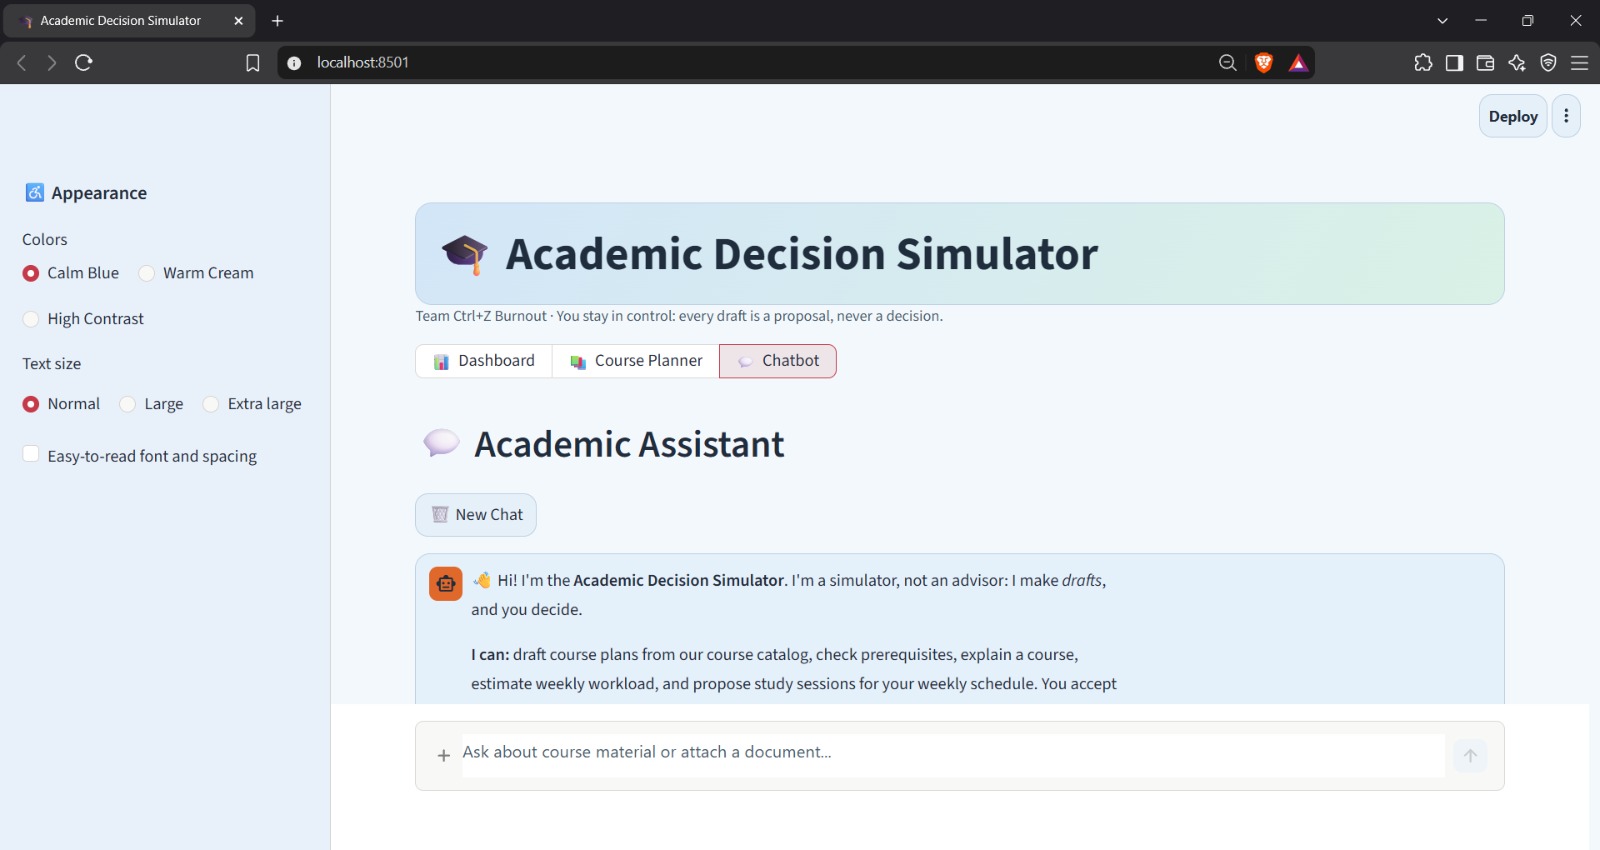 Academic Decision Simulator
localhost:8501
Deploy
Appearance
Colors
Calm Blue
Warm Cream
High Contrast
Text size
Normal
Large
Extra large
Easy-to-read font and spacing
Academic Decision Simulator
Team Ctrl+Z Burnout · You stay in control: every draft is a proposal, never a decision.
Dashboard
Course Planner
Chatbot
Academic Assistant
New Chat
Hi! I'm the Academic Decision Simulator. I'm a simulator, not an advisor: I make drafts,
and you decide.
I can: draft course plans from our course catalog, check prerequisites, explain a course,
estimate weekly workload, and propose study sessions for your weekly schedule. You accept
Ask about course material or attach a document...